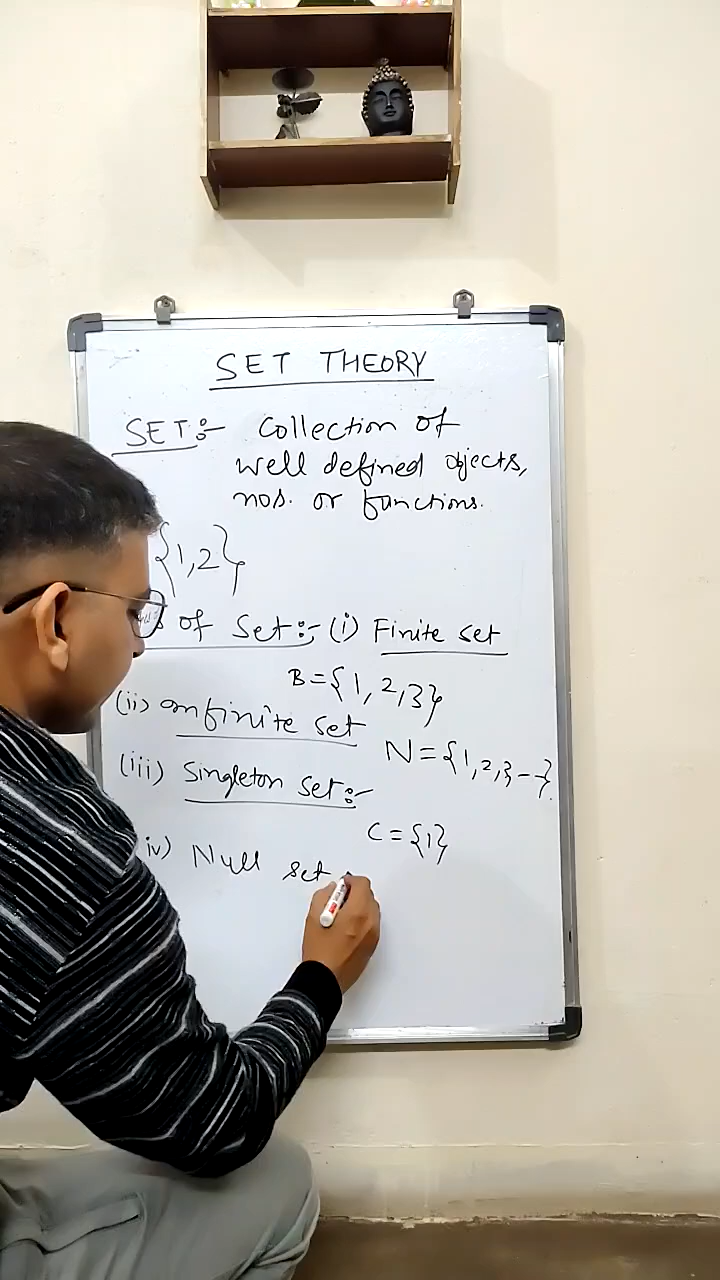 SET THEORY
SET:- Collection of
well defined objects,
nos. or functions.
{1,2}
of Set:- (i) Finite set
B={1,2,3}
(ii) Infinite set
N={1,2,3--}.
(iii) Singleton set:-
C={1}
iv) Null set